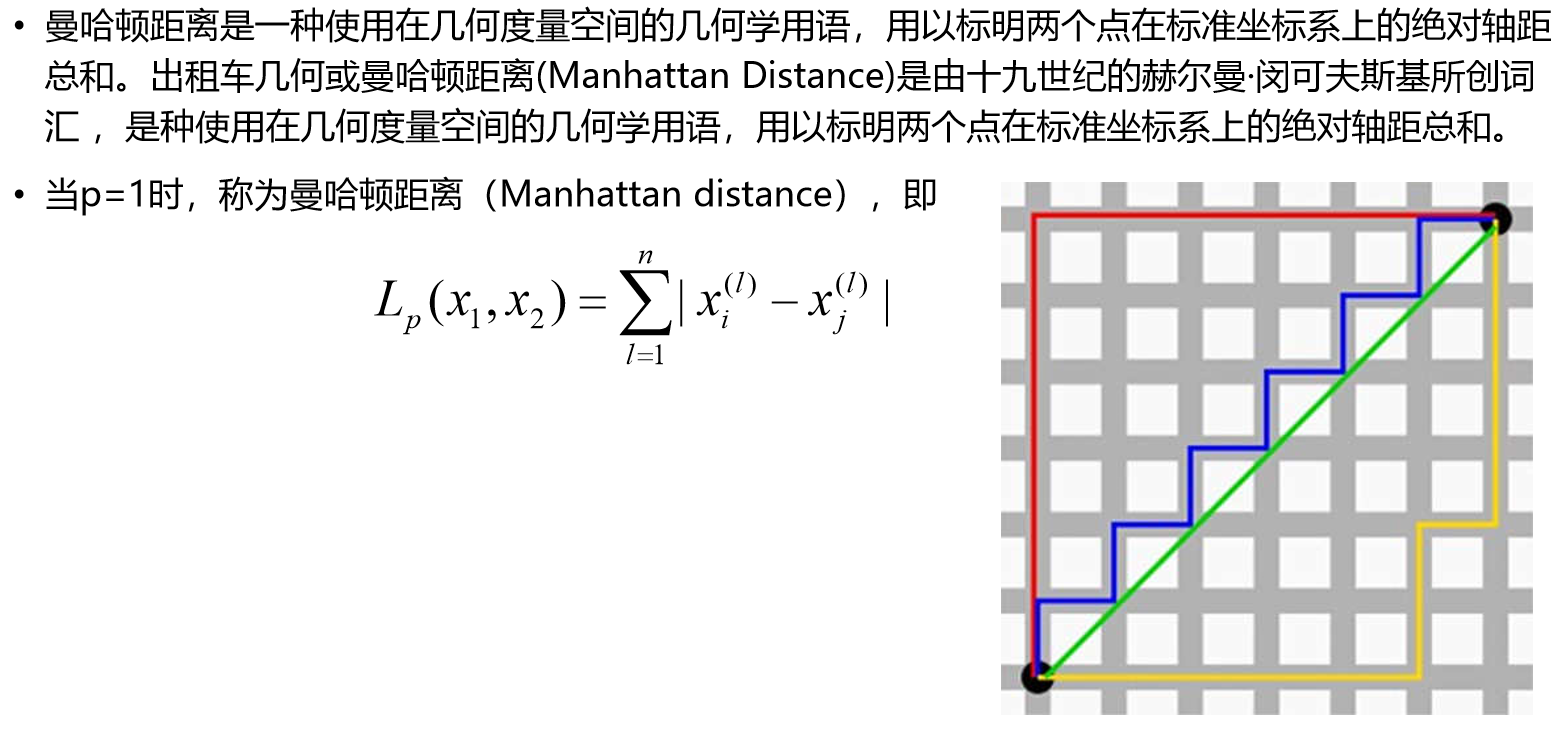 • 曼哈顿距离是一种使用在几何度量空间的几何学用语，用以标明两个点在标准坐标系上的绝对轴距
总和。出租车几何或曼哈顿距离(Manhattan Distance)是由十九世纪的赫尔曼·闵可夫斯基所创词
汇 ，是种使用在几何度量空间的几何学用语，用以标明两个点在标准坐标系上的绝对轴距总和。
• 当p=1时，称为曼哈顿距离（Manhattan distance）, 即
L_p(x_1,x_2)=\sum_{l=1}^{n}|x_i^{(l)}-x_j^{(l)}|